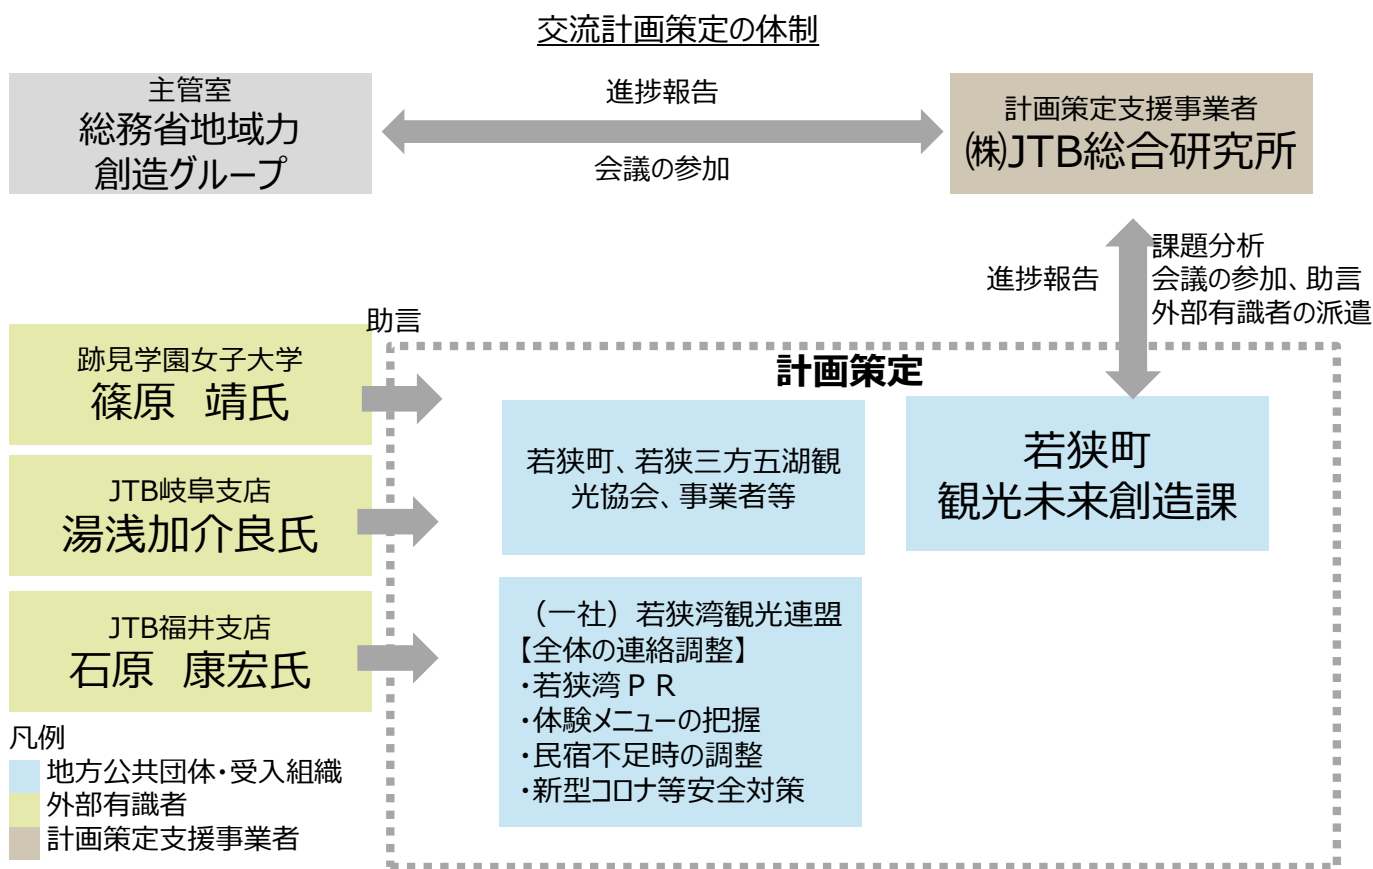 交流計画策定の体制
主管室
総務省地域力
創造グループ
進捗報告
会議の参加
計画策定支援事業者
㈱JTB総合研究所
進捗報告
課題分析
会議の参加、助言
外部有識者の派遣
助言
跡見学園女子大学
篠原　靖氏
JTB岐阜支店
湯浅加介良氏
JTB福井支店
石原　康宏氏
計画策定
若狭町、若狭三方五湖観
光協会、事業者等
若狭町
観光未来創造課
（一社）若狭湾観光連盟
【全体の連絡調整】
・若狭湾ＰＲ
・体験メニューの把握
・民宿不足時の調整
・新型コロナ等安全対策
凡例
地方公共団体・受入組織
外部有識者
計画策定支援事業者